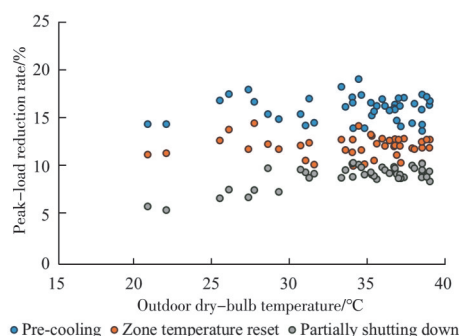 Peak-load reduction rate/%
25
20
15
10
5
0
15
20
25
30
35
40
Outdoor dry-bulb temperature/°C
Pre-cooling
Zone temperature reset
Partially shutting down